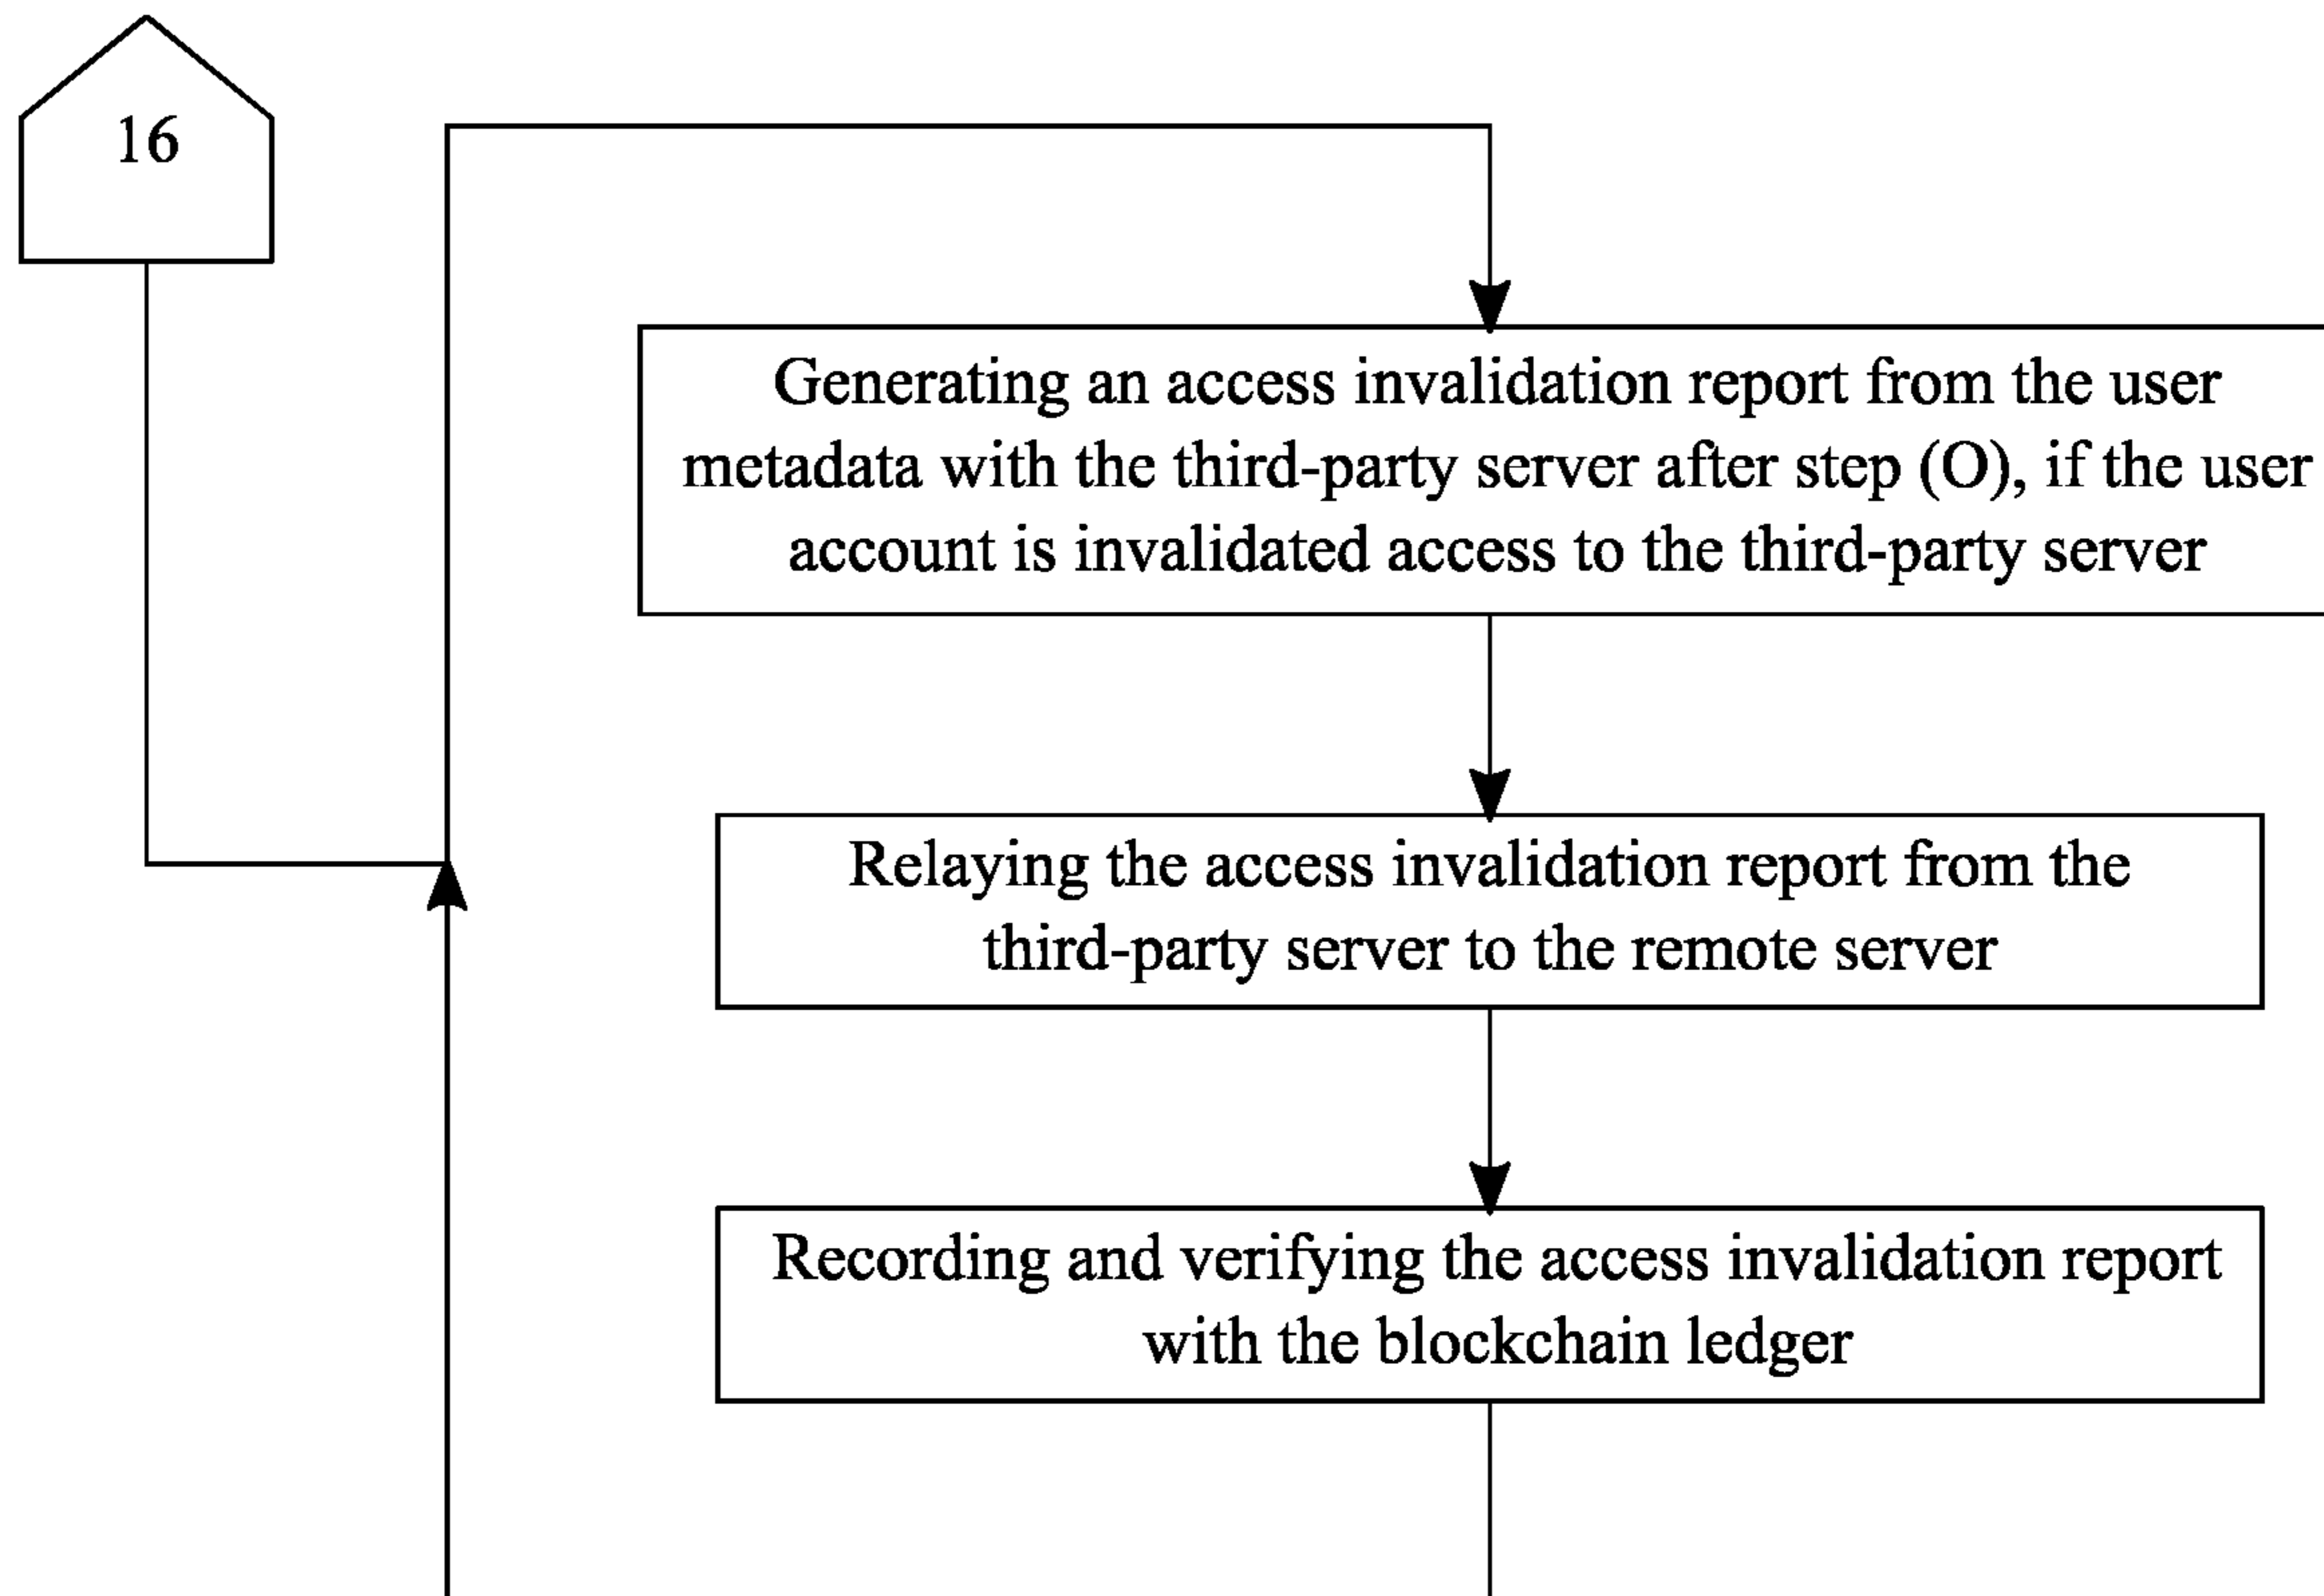 16
Generating an access invalidation report from the user
metadata with the third-party server after step (O), if the user
account is invalidated access to the third-party server
Relaying the access invalidation report from the
third-party server to the remote server
Recording and verifying the access invalidation report
with the blockchain ledger